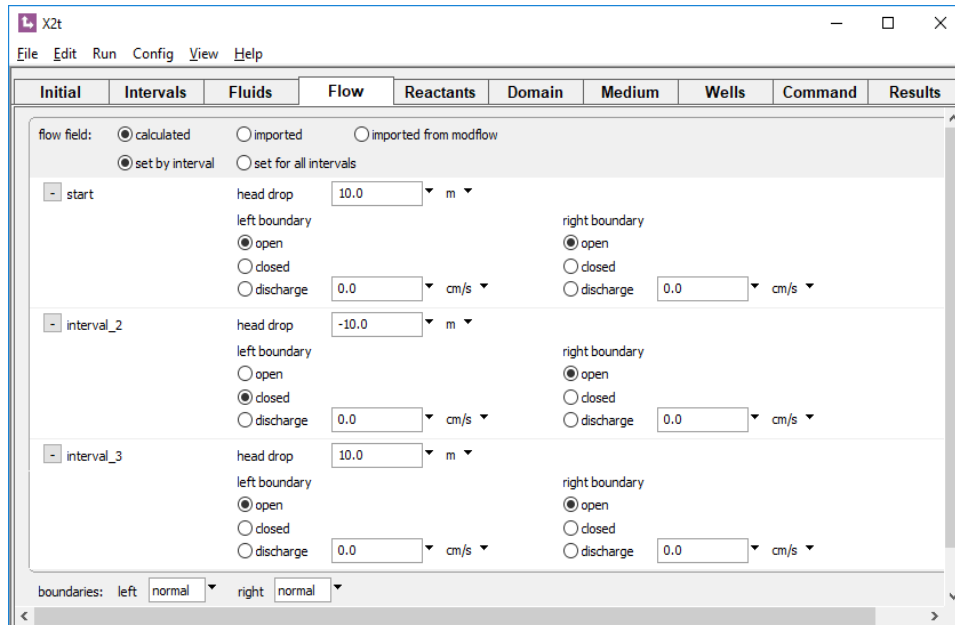 X2t
File Edit Run Config View Help
Initial Intervals Fluids Flow Reactants Domain Medium Wells Command Results
flow field: calculated imported imported from modflow
set by interval set for all intervals
- start head drop 10.0 m
left boundary right boundary
open open
closed closed
discharge 0.0 cm/s discharge 0.0 cm/s
- interval_2 head drop -10.0 m
left boundary right boundary
open open
closed closed
discharge 0.0 cm/s discharge 0.0 cm/s
- interval_3 head drop 10.0 m
left boundary right boundary
open open
closed closed
discharge 0.0 cm/s discharge 0.0 cm/s
boundaries: left normal right normal